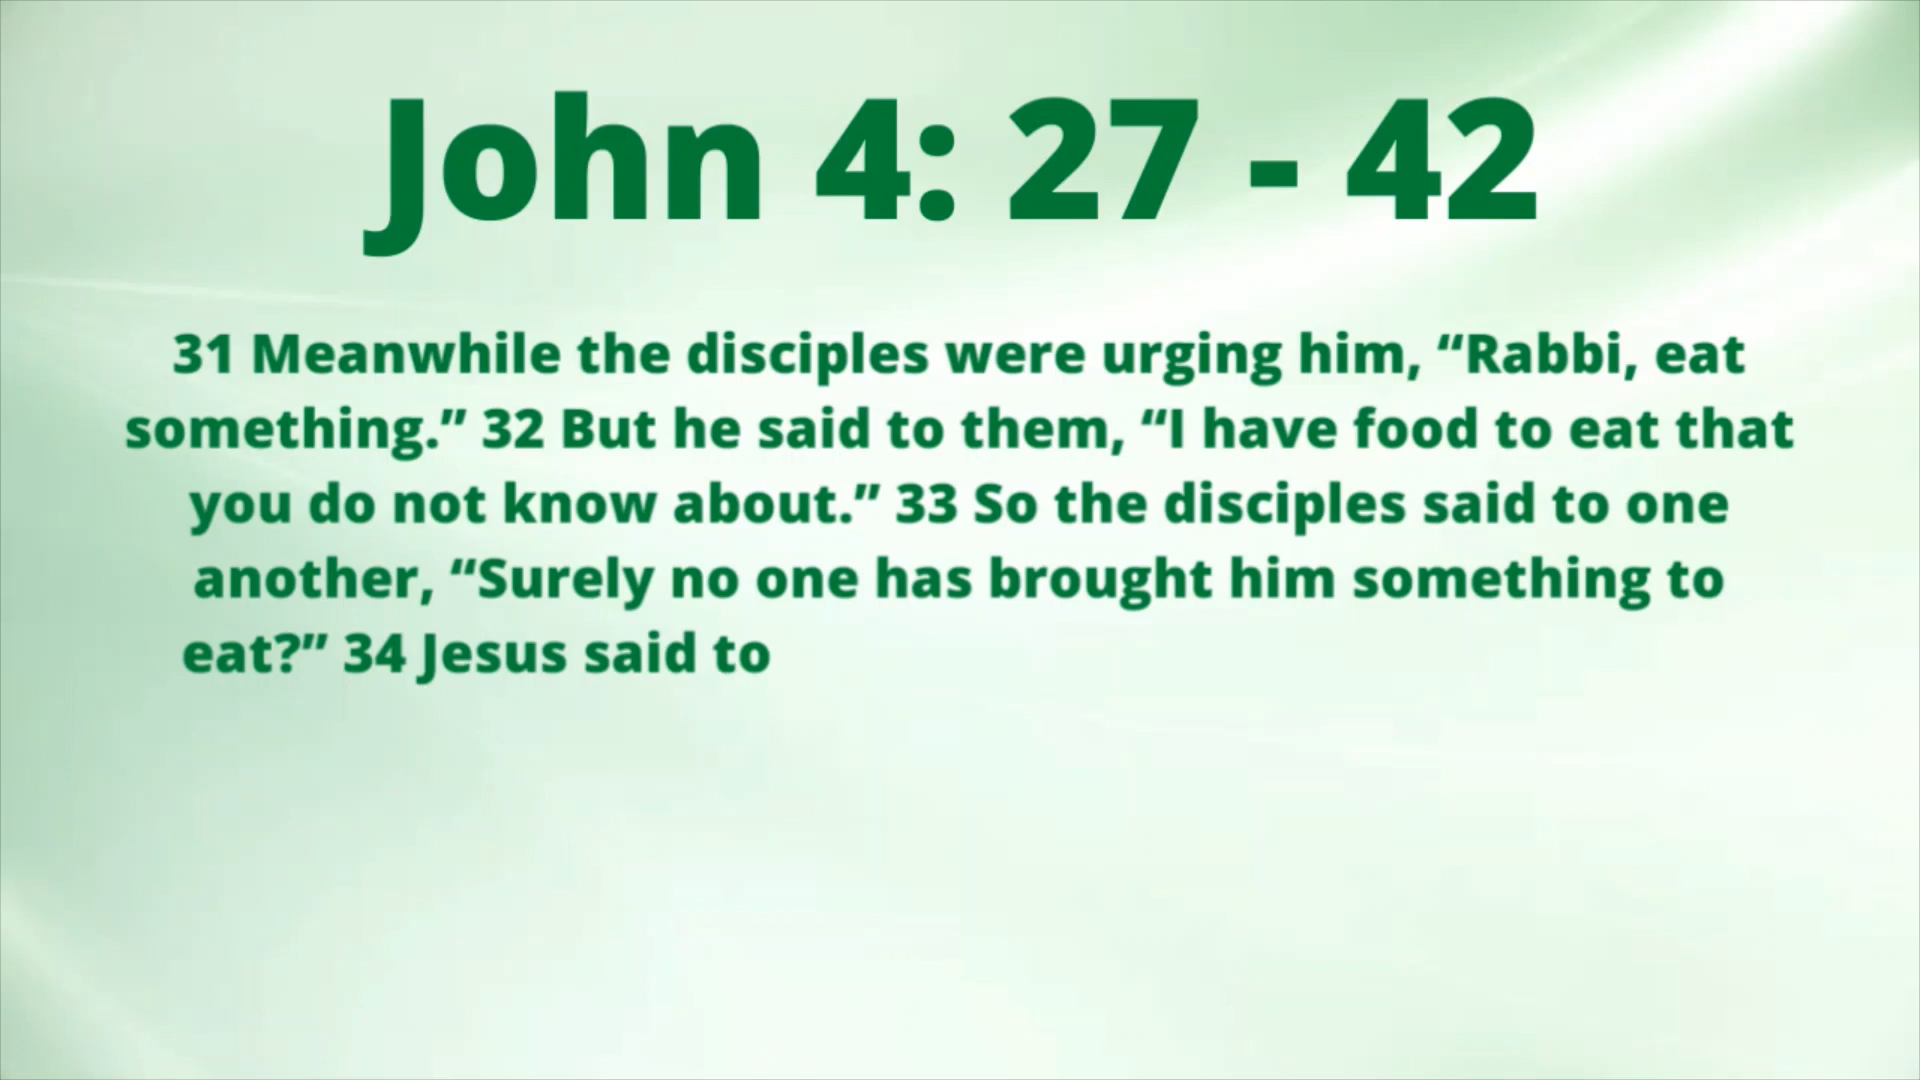 John 4: 27 - 42
31 Meanwhile the disciples were urging him, “Rabbi, eat
something.” 32 But he said to them, “I have food to eat that
you do not know about.” 33 So the disciples said to one
another, “Surely no one has brought him something to
eat?” 34 Jesus said to